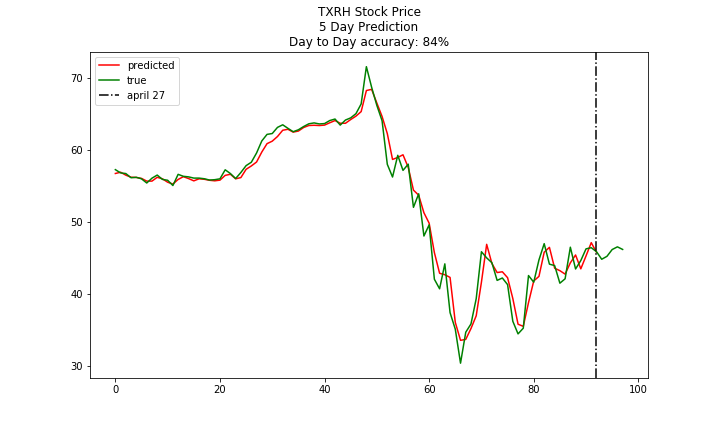 TXRH Stock Price
5 Day Prediction
Day to Day accuracy: 84%
predicted
true
april 27
70
60
50
40
30
0 20 40 60 80 100